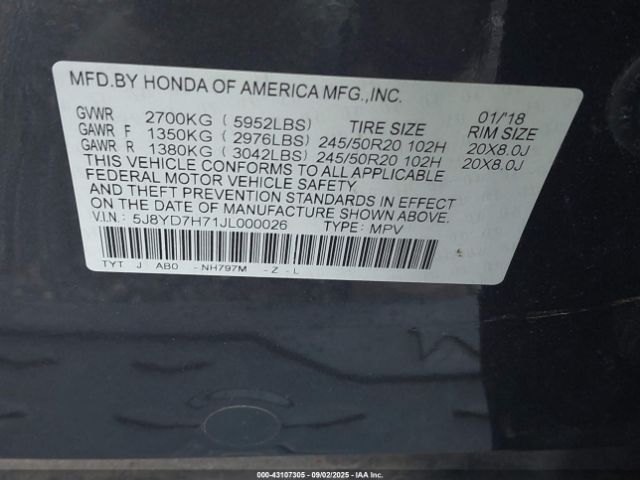 MFD.BY HONDA OF AMERICA MFG.,INC.
01/'18
GVWR 2700KG ( 5952LBS) TIRE SIZE RIM SIZE
GAWR F 1350KG ( 2976LBS) 245/50R20 102H 20X8.0J
GAWR R 1380KG ( 3042LBS) 245/50R20 102H 20X8.0J
THIS VEHICLE CONFORMS TO ALL APPLICABLE
FEDERAL MOTOR VEHICLE SAFETY
AND THEFT PREVENTION STANDARDS IN EFFECT
ON THE DATE OF MANUFACTURE SHOWN ABOVE.
V.I.N.: 5J8YD7H71JL000026 TYPE: MPV
TYT J AB0 -NH797M -Z -L
000-43107305 - 09/02/2025 - IAA Inc.